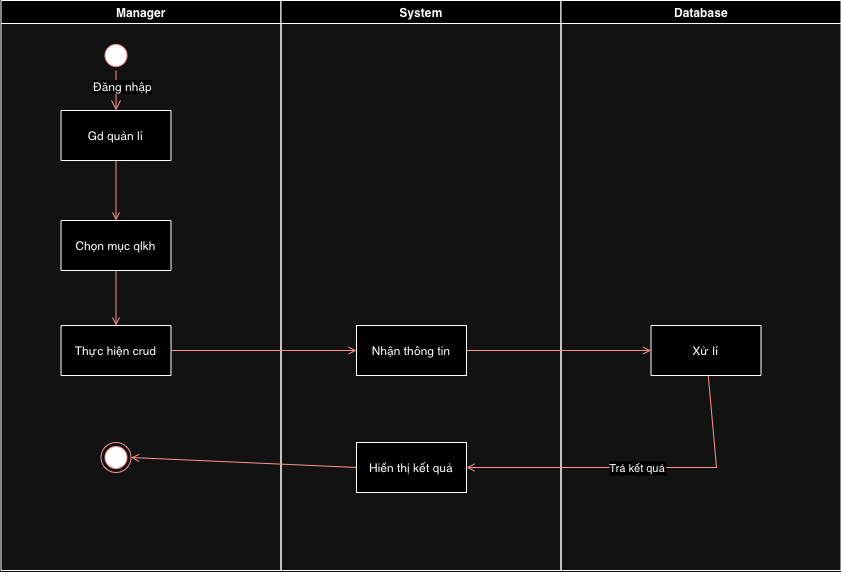 Manager
System
Database
Đăng nhập
Gd quản lí
Chọn mục qlkh
Thực hiện crud
Nhận thông tin
Xử lí
Hiển thị kết quả
Trả kết quả